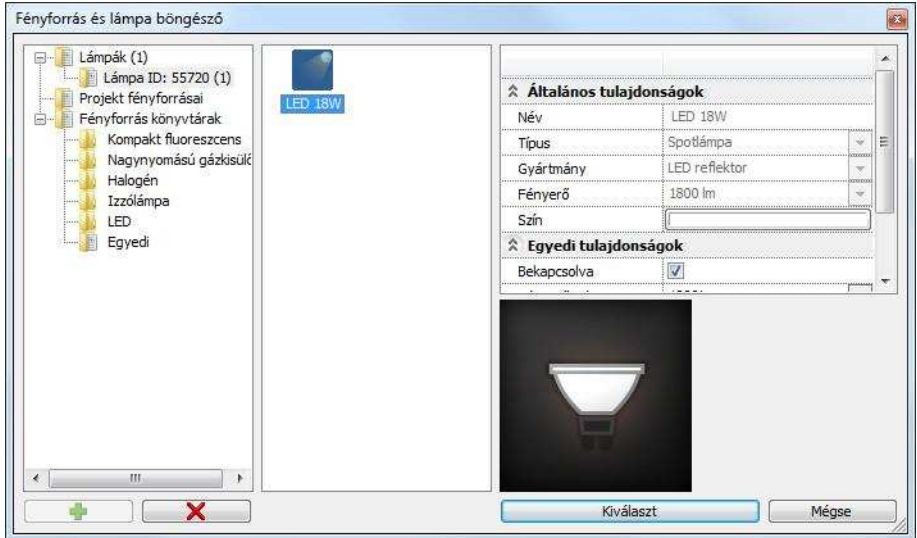 Fényforrás és lámpa böngésző
Lámpák (1)
Lámpa ID: 55720 (1)
Projekt fényforrásai
Fényforrás könyvtárak
Kompakt fluoreszcens
Nagynyomású gázkisülő
Halogén
Izzólámpa
LED
Egyedi
LED 18W
Általános tulajdonságok
Név LED 18W
Típus Spotlámpa
Gyártmány LED reflektor
Fényerő 1800 lm
Szín
Egyedi tulajdonságok
Bekapcsolva
Kiválaszt
Mégse